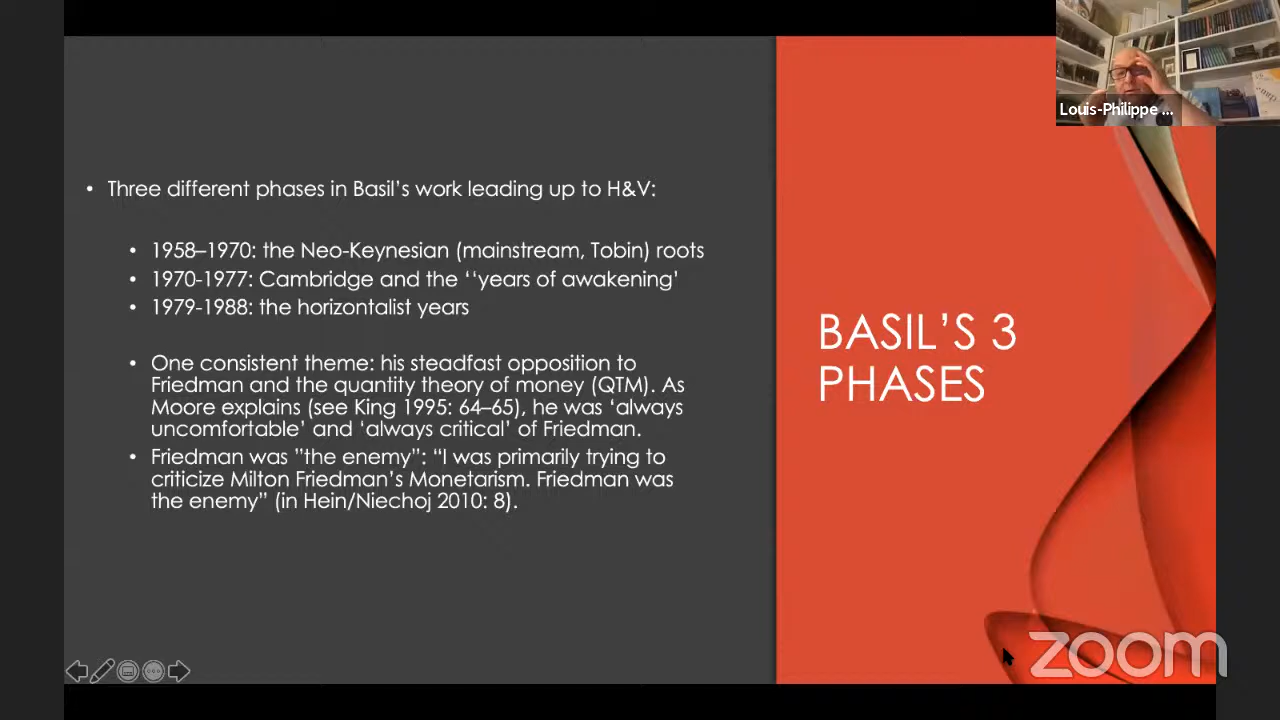 Louis-Philippe ...
• Three different phases in Basil's work leading up to H&V:
• 1958–1970: the Neo-Keynesian (mainstream, Tobin) roots
• 1970-1977: Cambridge and the ‘‘years of awakening’
• 1979-1988: the horizontalist years
• One consistent theme: his steadfast opposition to
Friedman and the quantity theory of money (QTM). As
Moore explains (see King 1995: 64–65), he was ‘always
uncomfortable’ and ‘always critical’ of Friedman.
• Friedman was ”the enemy”: “I was primarily trying to
criticize Milton Friedman’s Monetarism. Friedman was
the enemy” (in Hein/Niechoj 2010: 8).
BASIL’S 3
PHASES
zoom